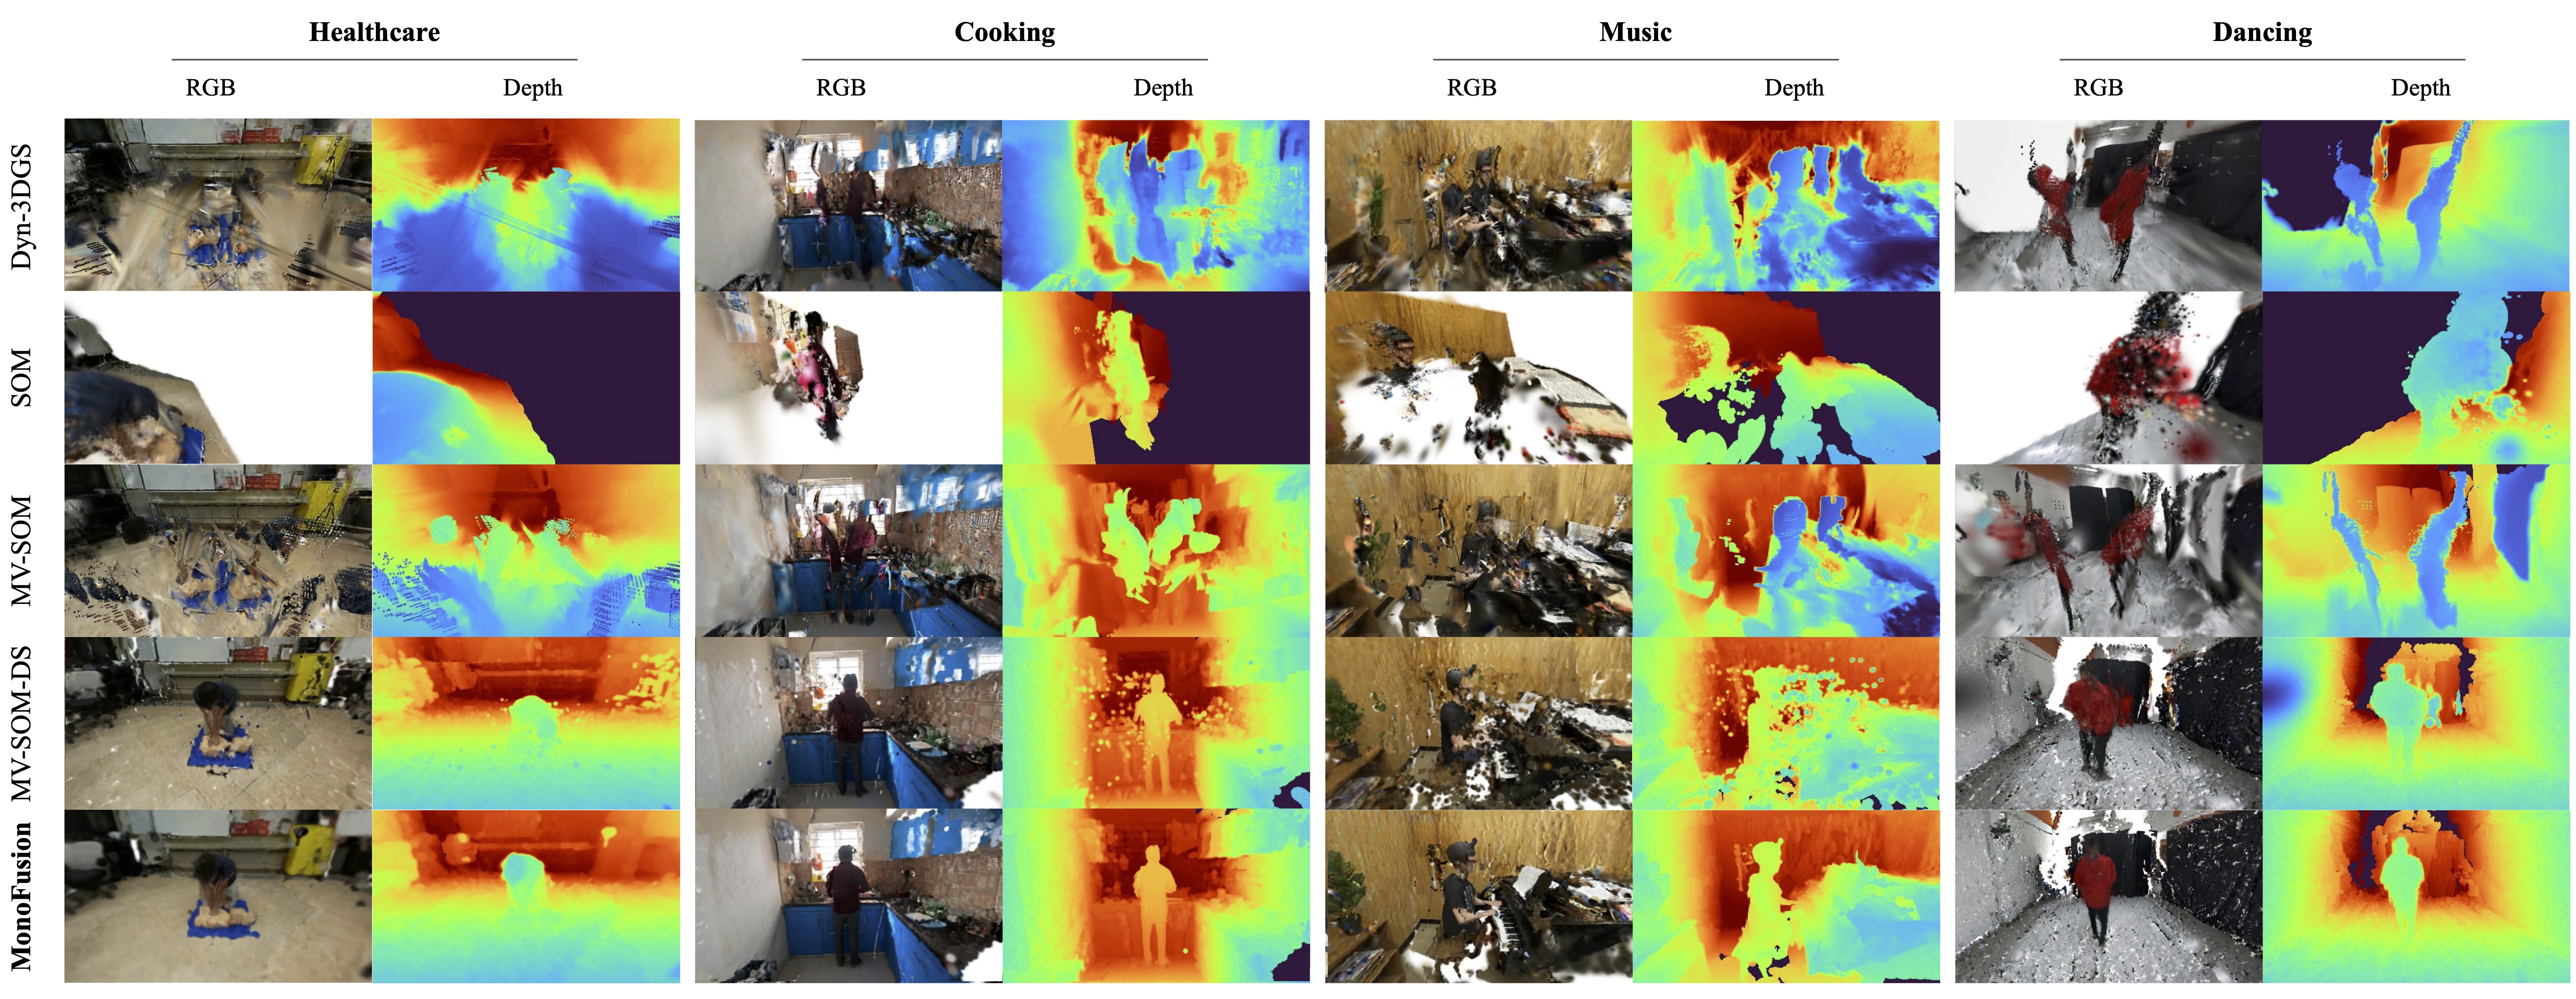 Healthcare Cooking Music Dancing
RGB Depth RGB Depth RGB Depth RGB Depth
Dyn-3DGS
SOM
MV-SOM
MV-SOM-DS
MonoFusion